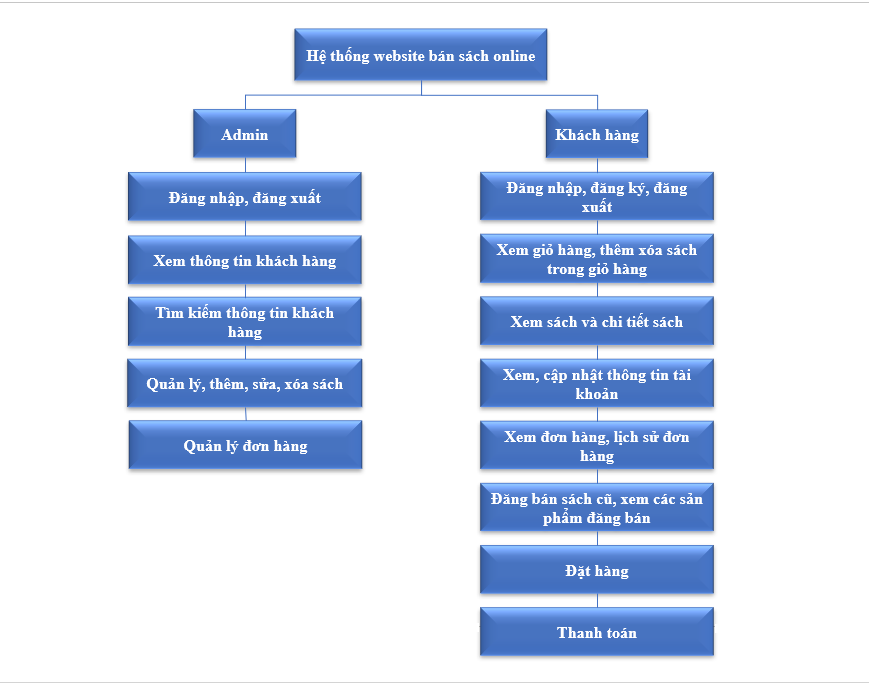 Hệ thống website bán sách online
Admin
Khách hàng
Đăng nhập, đăng xuất
Xem thông tin khách hàng
Tìm kiếm thông tin khách
hàng
Quản lý, thêm, sửa, xóa sách
Quản lý đơn hàng
Đăng nhập, đăng ký, đăng
xuất
Xem giỏ hàng, thêm xóa sách
trong giỏ hàng
Xem sách và chi tiết sách
Xem, cập nhật thông tin tài
khoản
Xem đơn hàng, lịch sử đơn
hàng
Đăng bán sách cũ, xem các sản
phẩm đăng bán
Đặt hàng
Thanh toán